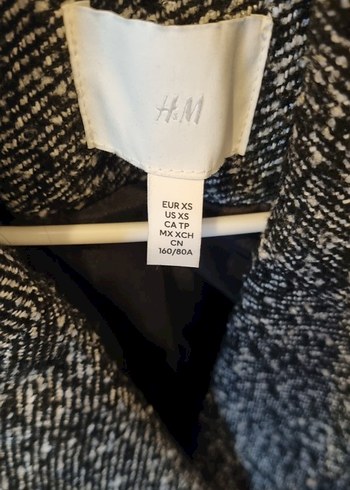 H&M
EUR XS
US XS
CA TP
MX XCH
CN
160/80A